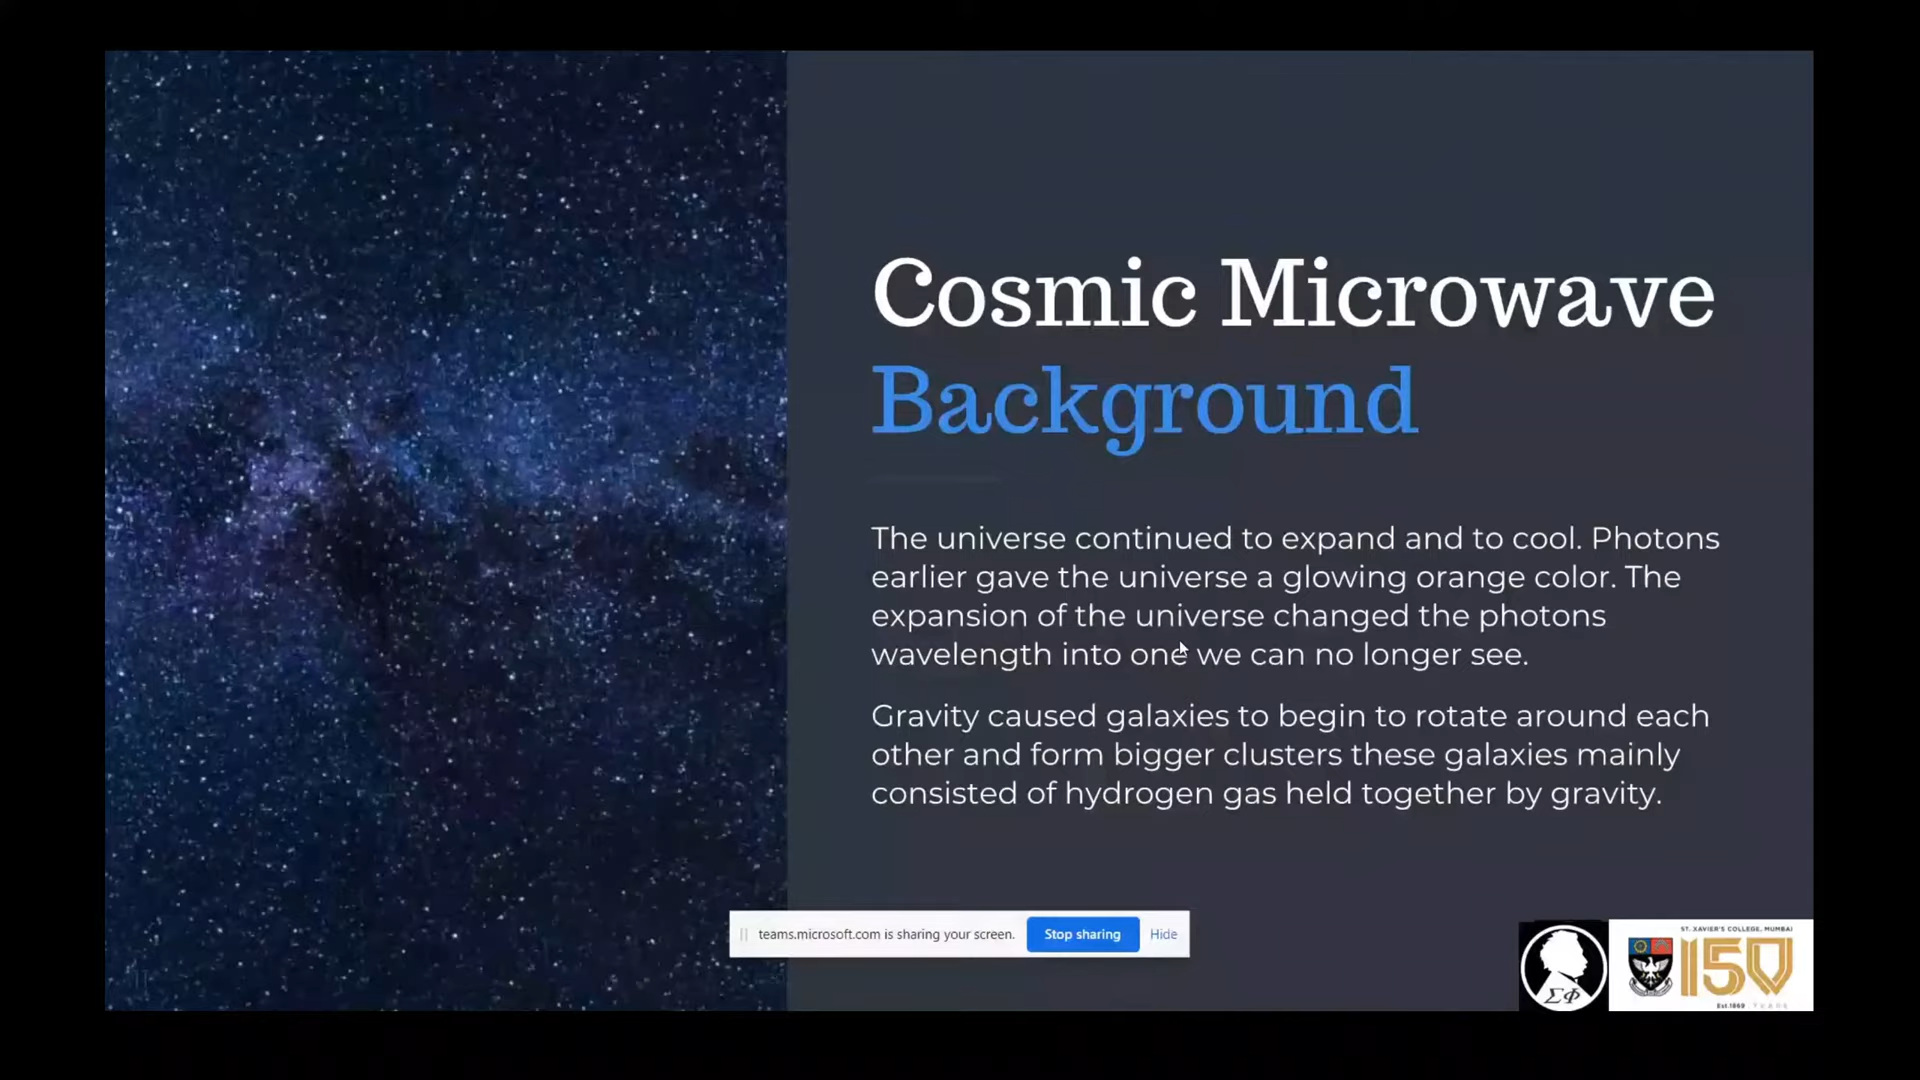 Cosmic Microwave
Background
The universe continued to expand and to cool. Photons
earlier gave the universe a glowing orange color. The
expansion of the universe changed the photons
wavelength into one we can no longer see.
Gravity caused galaxies to begin to rotate around each
other and form bigger clusters these galaxies mainly
consisted of hydrogen gas held together by gravity.
teams.microsoft.com is sharing your screen. Stop sharing Hide
ΣΦ
ST. XAVIER'S COLLEGE, MUMBAI
150
Est.1869 YEARS